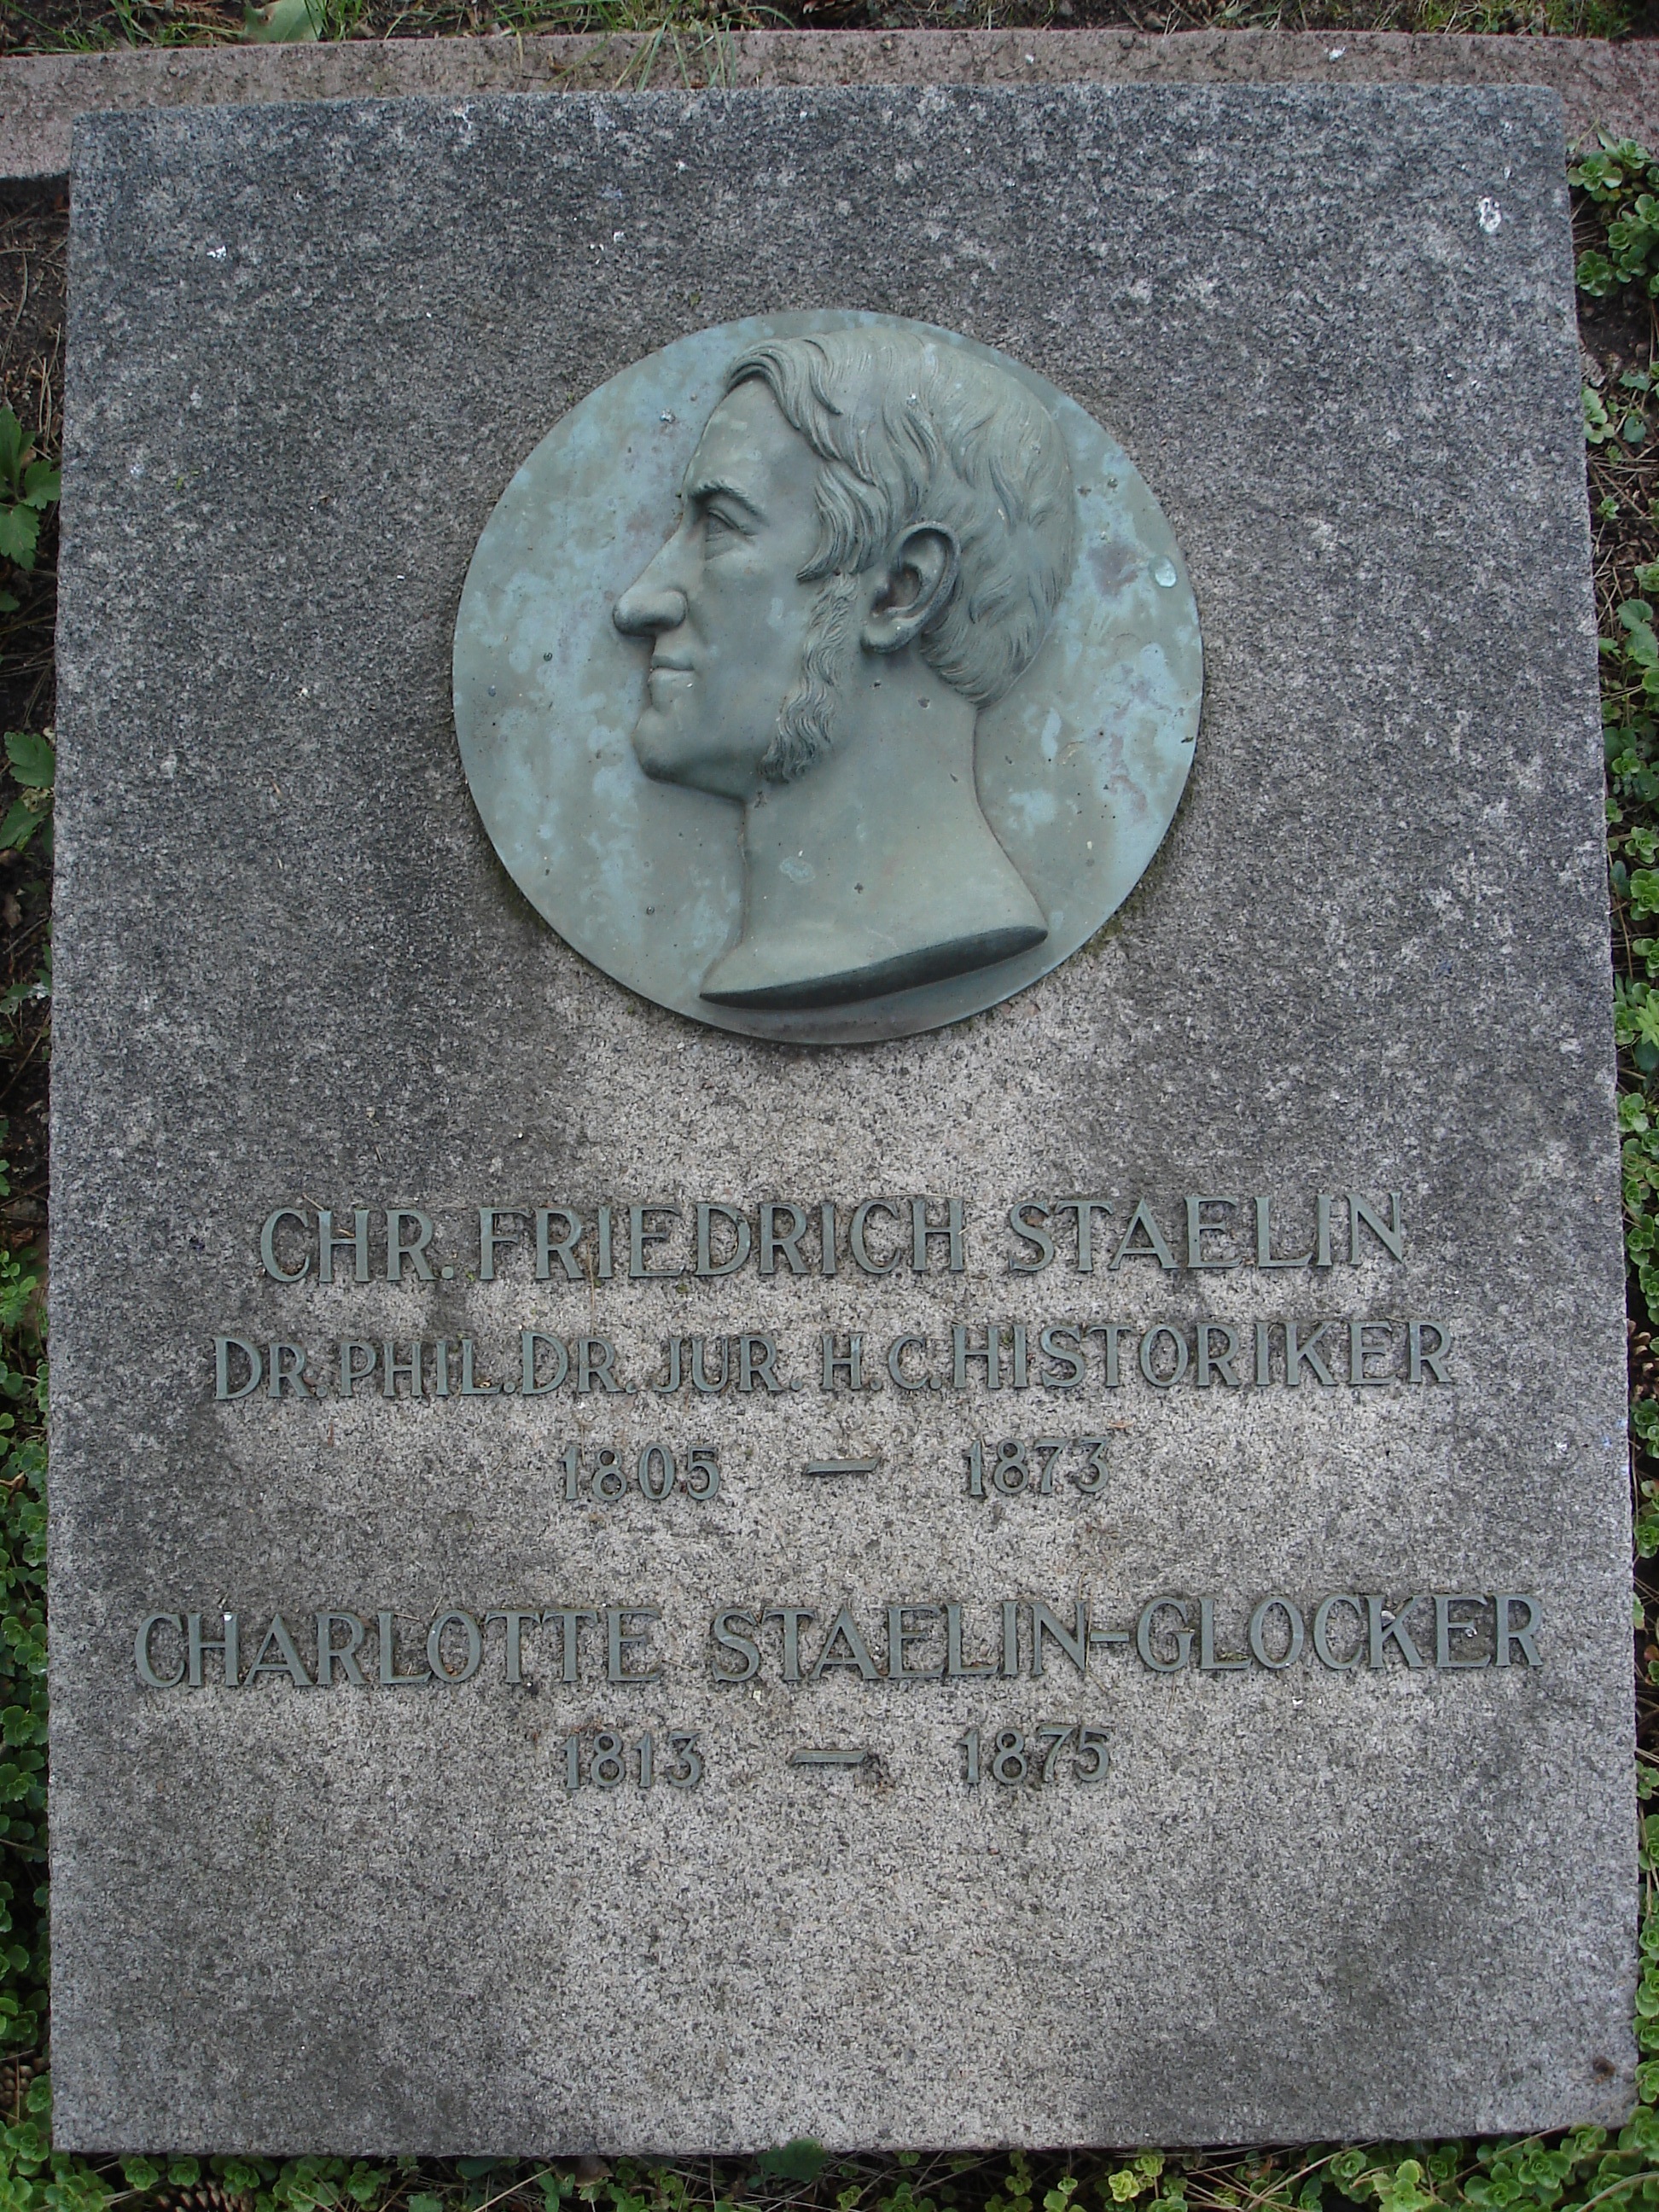 CHR. FRIEDRICH STAELIN
DR. PHIL. DR. JUR. H.C. HISTORIKER
1805 — 1873
CHARLOTTE STAELIN-GLOCKER
1813 — 1875